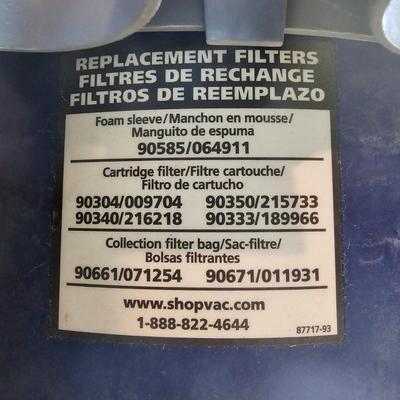 REPLACEMENT FILTERS
FILTRES DE RECHANGE
FILTROS DE REEMPLAZO
Foam sleeve/Manchon en mousse/
Manguito de espuma
90585/064911
Cartridge filter/Filtre cartouche/
Filtro de cartucho
90304/009704 90350/215733
90340/216218 90333/189966
Collection filter bag/Sac-filtre/
Bolsas filtrantes
90661/071254 90671/011931
www.shopvac.com
1-888-822-4644
87717-93